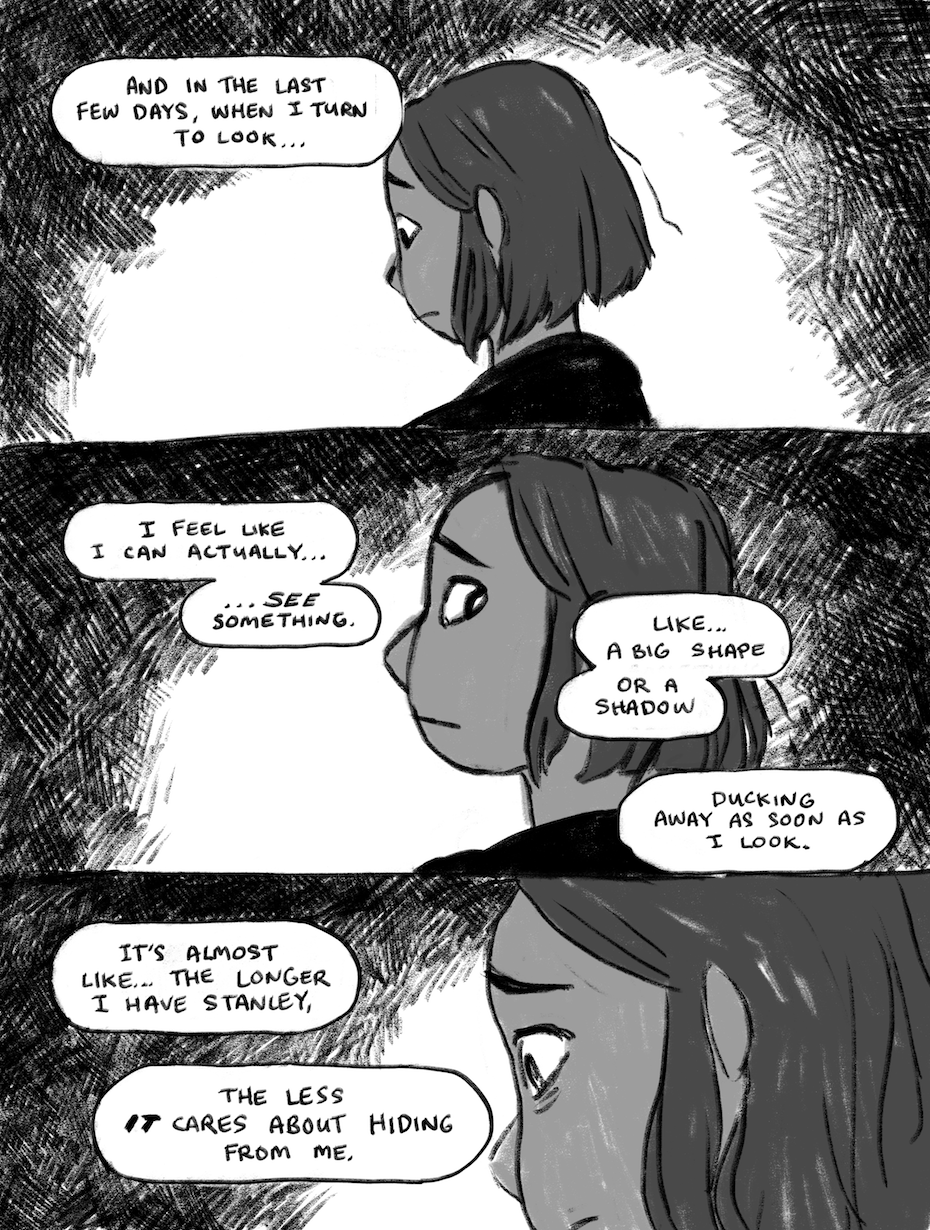 AND IN THE LAST
FEW DAYS, WHEN I TURN
TO LOOK...
I FEEL LIKE
I CAN ACTUALLY...
...SEE
SOMETHING.
LIKE...
A BIG SHAPE
OR A
SHADOW
DUCKING
AWAY AS SOON AS
I LOOK.
IT'S ALMOST
LIKE... THE LONGER
I HAVE STANLEY,
THE LESS
IT CARES ABOUT HIDING
FROM ME.